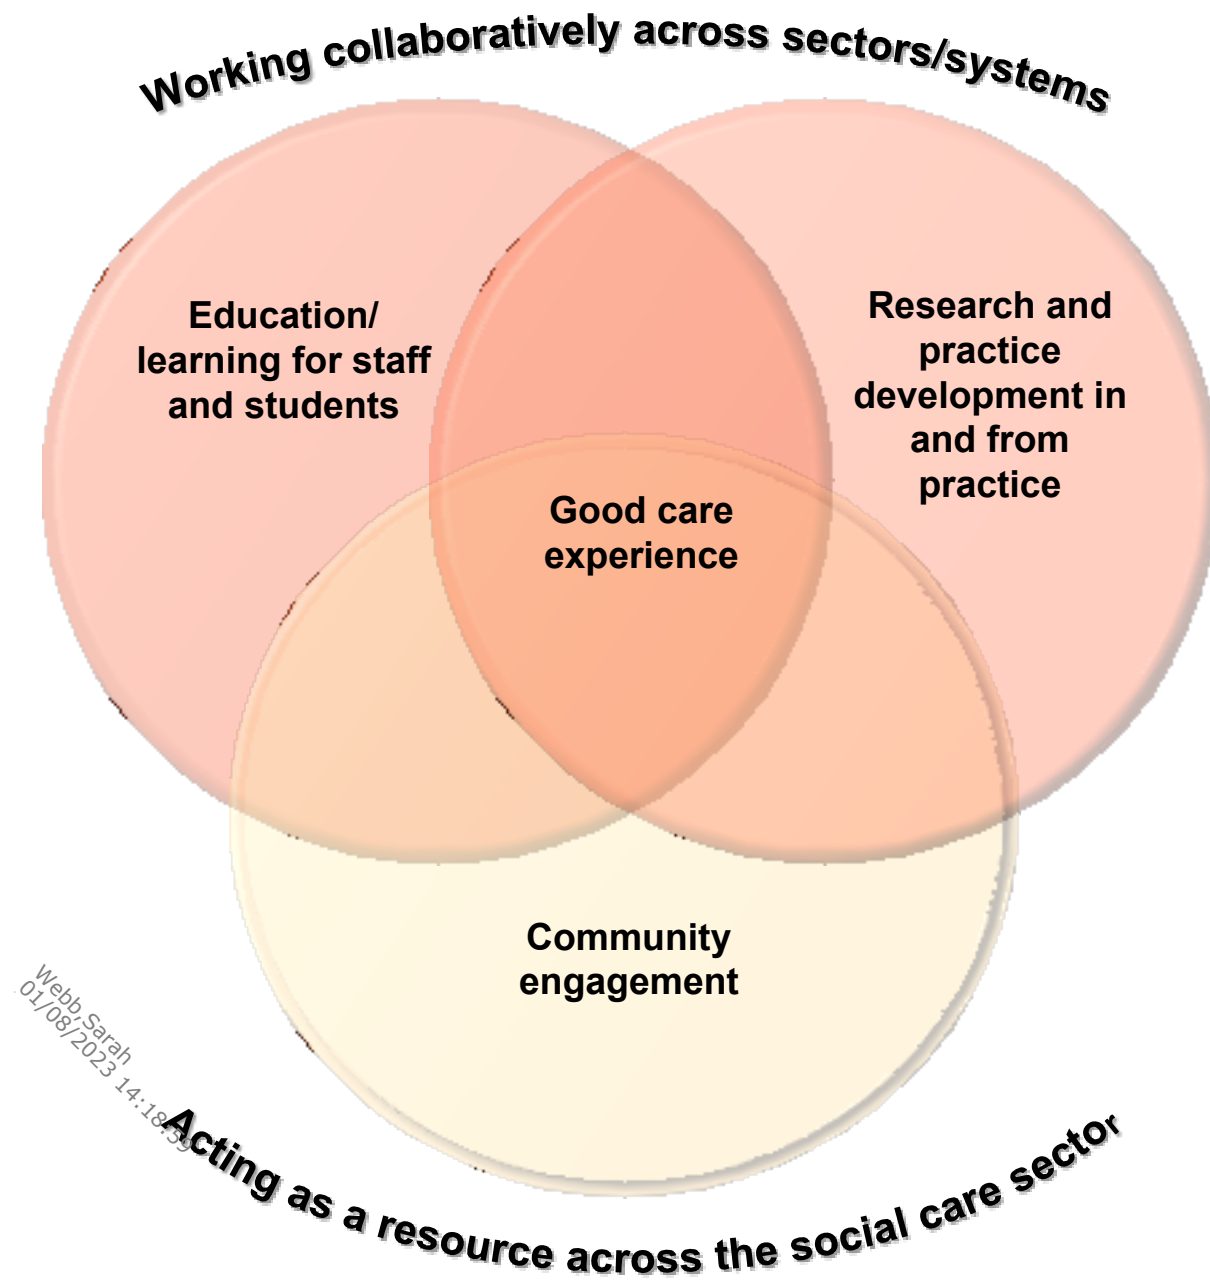 Working collaboratively across sectors/systems
Education/
learning for staff
and students
Research and
practice
development in
and from
practice
Good care
experience
Community
engagement
Webb,Sarah
01/08/2023 14:18:59
Acting as a resource across the social care sector